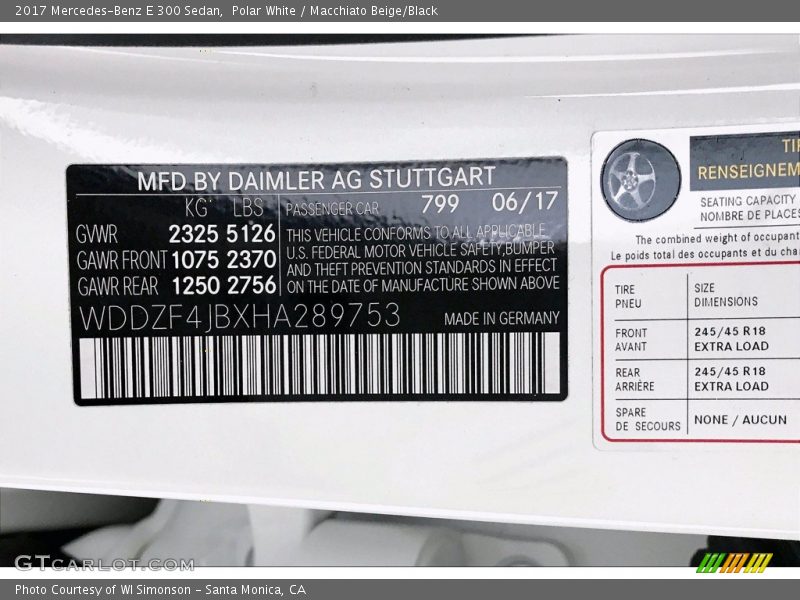 2017 Mercedes-Benz E 300 Sedan, Polar White / Macchiato Beige/Black
MFD BY DAIMLER AG STUTTGART
KG LBS
GWR 2325 5126
GAWR FRONT 1075 2370
GAWR REAR 1250 2756
PASSENGER CAR 799 06/17
THIS VEHICLE CONFORMS TO ALL APPLICABLE
U.S. FEDERAL MOTOR VEHICLE SAFETY,BUMPER
AND THEFT PREVENTION STANDARDS IN EFFECT
ON THE DATE OF MANUFACTURE SHOWN ABOVE
WDDZF4JBXHA289753 MADE IN GERMANY
RENSEIGNEM
SEATING CAPACITY
NOMBRE DE PLACES
The combined weight of occupant
Le poids total des occupants et du
TIRE SIZE
PNEU DIMENSIONS
FRONT 245/45 R18
AVANT EXTRA LOAD
REAR 245/45 R18
ARRIÈRE EXTRA LOAD
SPARE NONE / AUCUN
DE SECOURS
GTCARLOT.COM
Photo Courtesy of WI Simonson - Santa Monica, CA